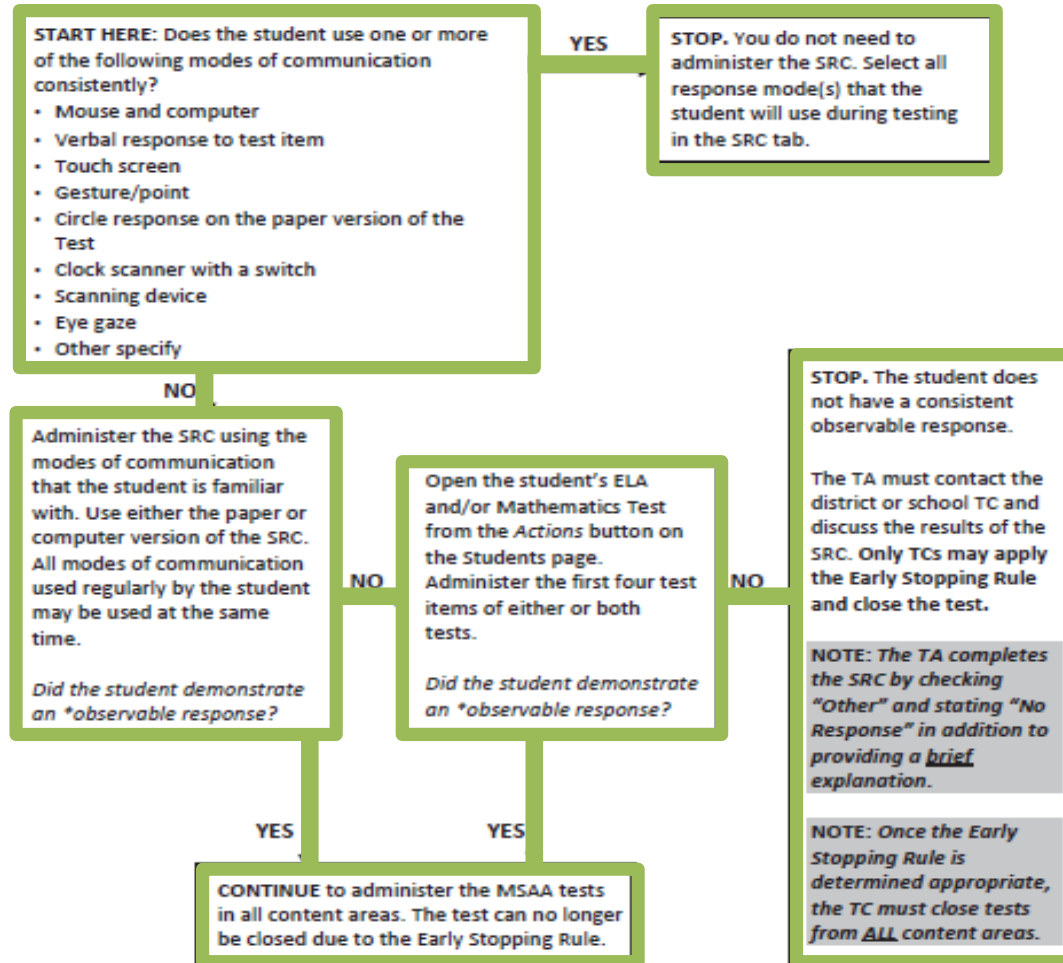 START HERE: Does the student use one or more
of the following modes of communication
consistently?
• Mouse and computer
• Verbal response to test item
• Touch screen
• Gesture/point
• Circle response on the paper version of the
Test
• Clock scanner with a switch
• Scanning device
• Eye gaze
• Other specify
YES
STOP. You do not need to
administer the SRC. Select all
response mode(s) that the
student will use during testing
in the SRC tab.
NO
Administer the SRC using the
modes of communication
that the student is familiar
with. Use either the paper or
computer version of the SRC.
All modes of communication
used regularly by the student
may be used at the same
time.
Did the student demonstrate
an *observable response?
NO
Open the student's ELA
and/or Mathematics Test
from the Actions button on
the Students page.
Administer the first four test
items of either or both
tests.
Did the student demonstrate
an *observable response?
NO
STOP. The student does
not have a consistent
observable response.
The TA must contact the
district or school TC and
discuss the results of the
SRC. Only TCs may apply
the Early Stopping Rule
and close the test.
NOTE: The TA completes
the SRC by checking
"Other" and stating "No
Response" in addition to
providing a brief
explanation.
NOTE: Once the Early
Stopping Rule is
determined appropriate,
the TC must close tests
from ALL content areas.
YES
YES
CONTINUE to administer the MSAA tests
in all content areas. The test can no longer
be closed due to the Early Stopping Rule.